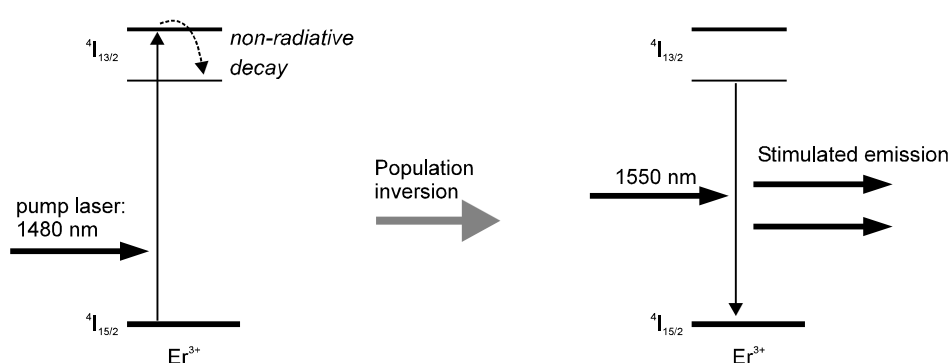 ⁴I₁₃/₂
non-radiative
decay
pump laser:
1480 nm
⁴I₁₅/₂
Er³⁺
Population
inversion
⁴I₁₃/₂
1550 nm
Stimulated emission
⁴I₁₅/₂
Er³⁺